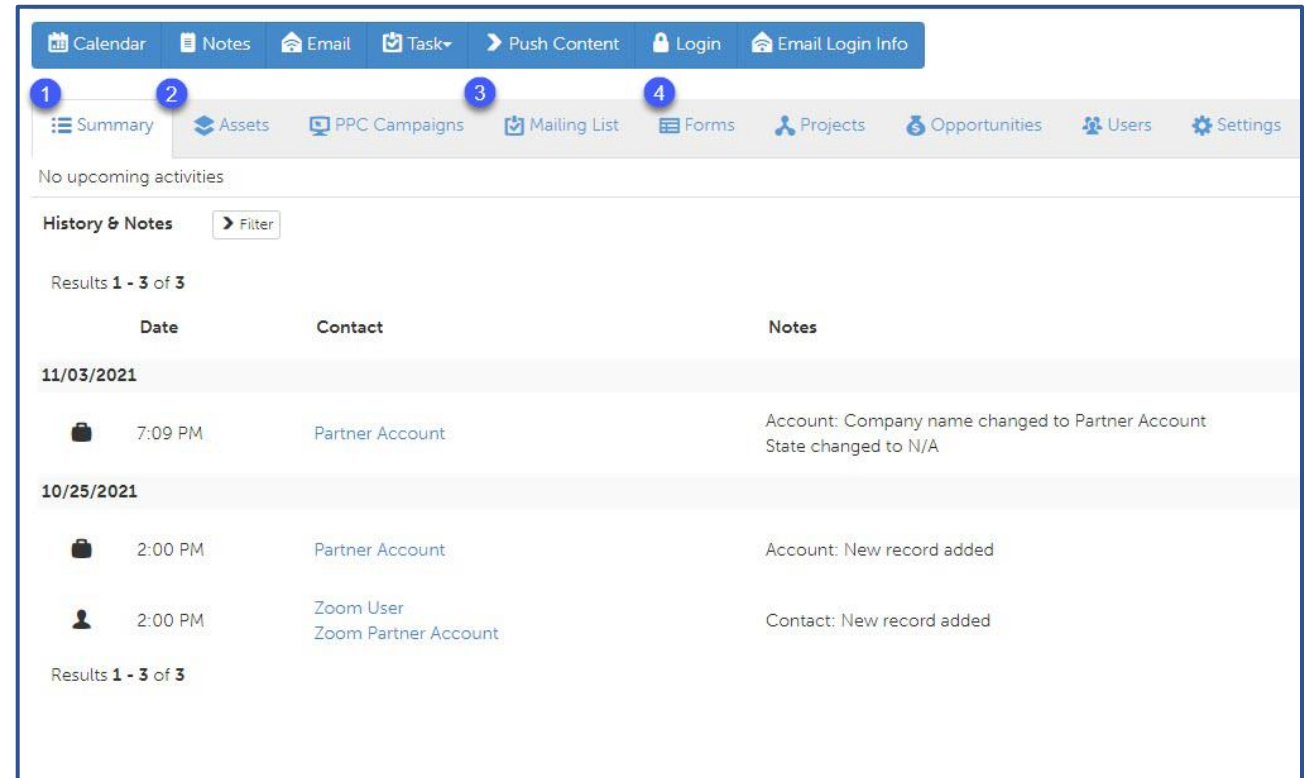 Calendar Notes Email Task Push Content Login Email Login Info
1 2 3 4
Summary Assets PPC Campaigns Mailing List Forms Projects Opportunities Users Settings
No upcoming activities
History & Notes Filter
Results 1 - 3 of 3
Date Contact Notes
11/03/2021
7:09 PM Partner Account Account: Company name changed to Partner Account
State changed to N/A
10/25/2021
2:00 PM Partner Account Account: New record added
2:00 PM Zoom User Contact: New record added
Zoom Partner Account
Results 1 - 3 of 3